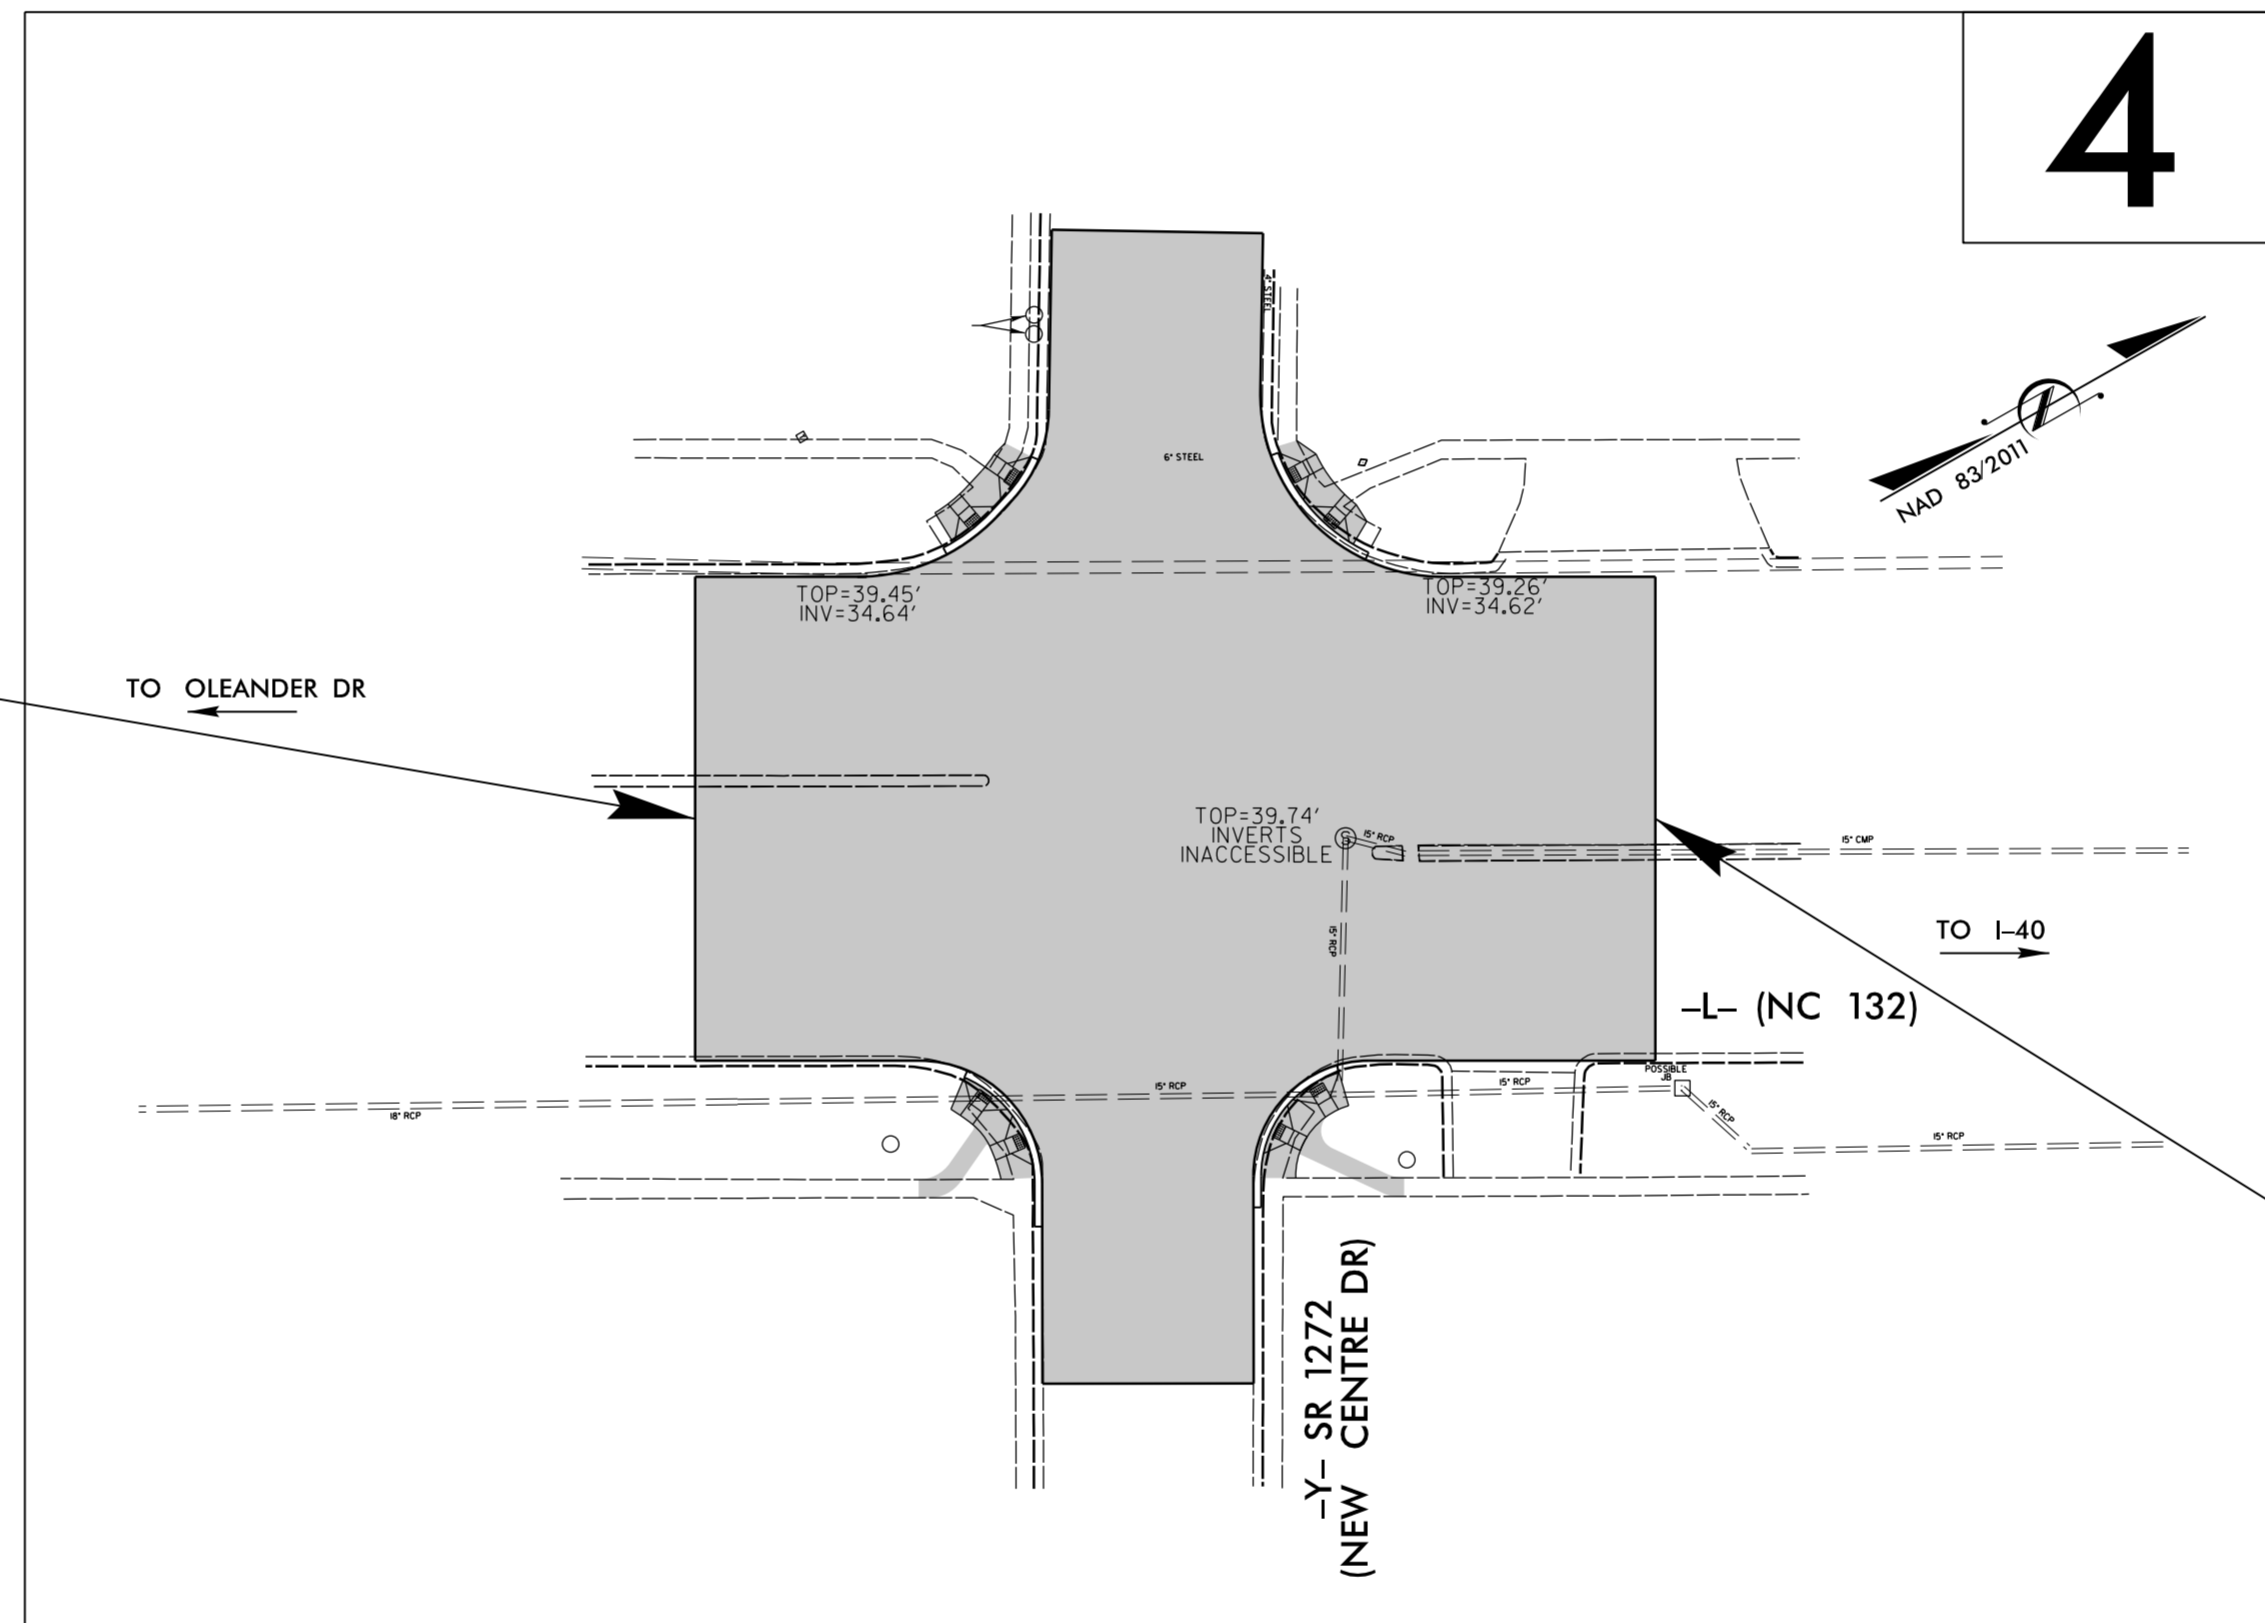 4
4" STEEL
6" STEEL
NAD 83/2011
TOP=39.45'
INV=34.64'
TOP=39.26'
INV=34.62'
TO OLEANDER DR
TOP=39.74'
INVERTS
INACCESSIBLE
S
15" RCP
15" CMP
15" RCP
TO I-40
-L- (NC 132)
POSSIBLE
JB
15" RCP
15" RCP
18" RCP
15" RCP
15" RCP
-Y- SR 1272
(NEW CENTRE DR)